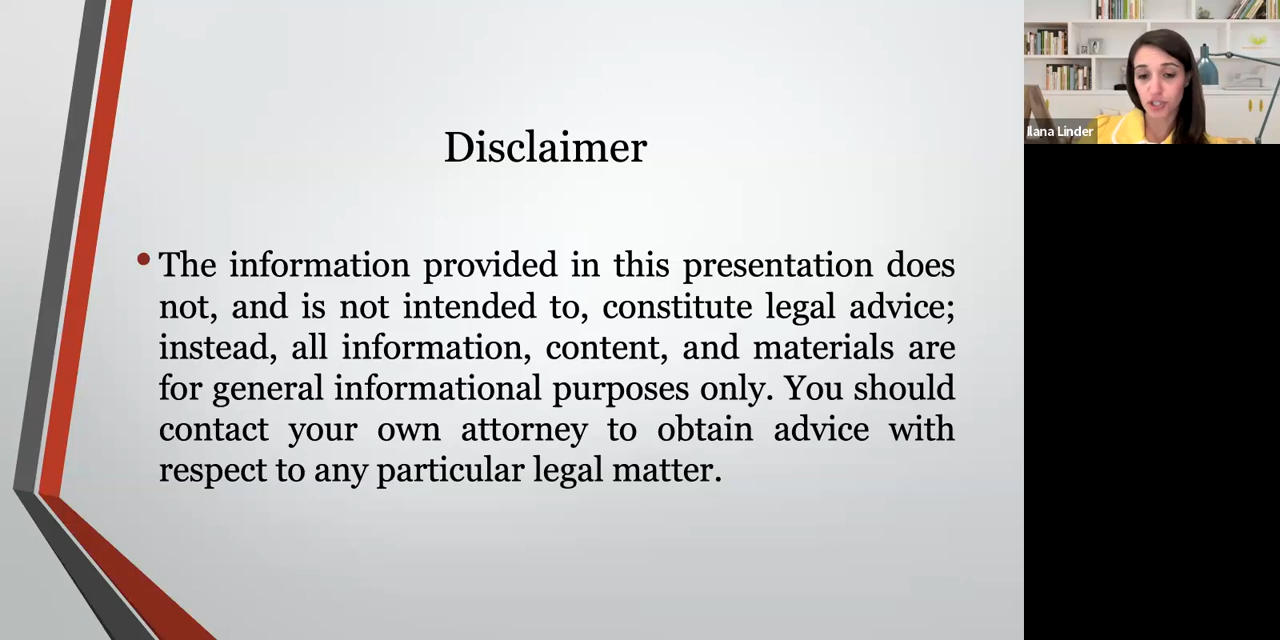 Disclaimer
• The information provided in this presentation does
not, and is not intended to, constitute legal advice;
instead, all information, content, and materials are
for general informational purposes only. You should
contact your own attorney to obtain advice with
respect to any particular legal matter.
Ilana Linder